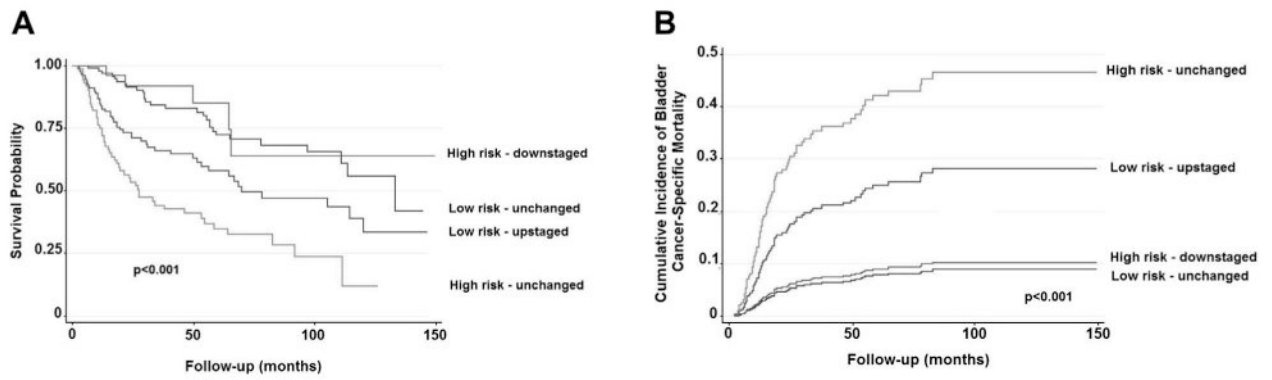 A
Survival Probability
1.00
0.75
0.50
0.25
0
0
50
100
150
Follow-up (months)
p<0.001
High risk - downstaged
Low risk - unchanged
Low risk - upstaged
High risk - unchanged
B
Cumulative Incidence of Bladder
Cancer-Specific Mortality
0.5
0.4
0.3
0.2
0.1
0
0
50
100
150
Follow-up (months)
High risk - unchanged
Low risk - upstaged
High risk - downstaged
Low risk - unchanged
p<0.001